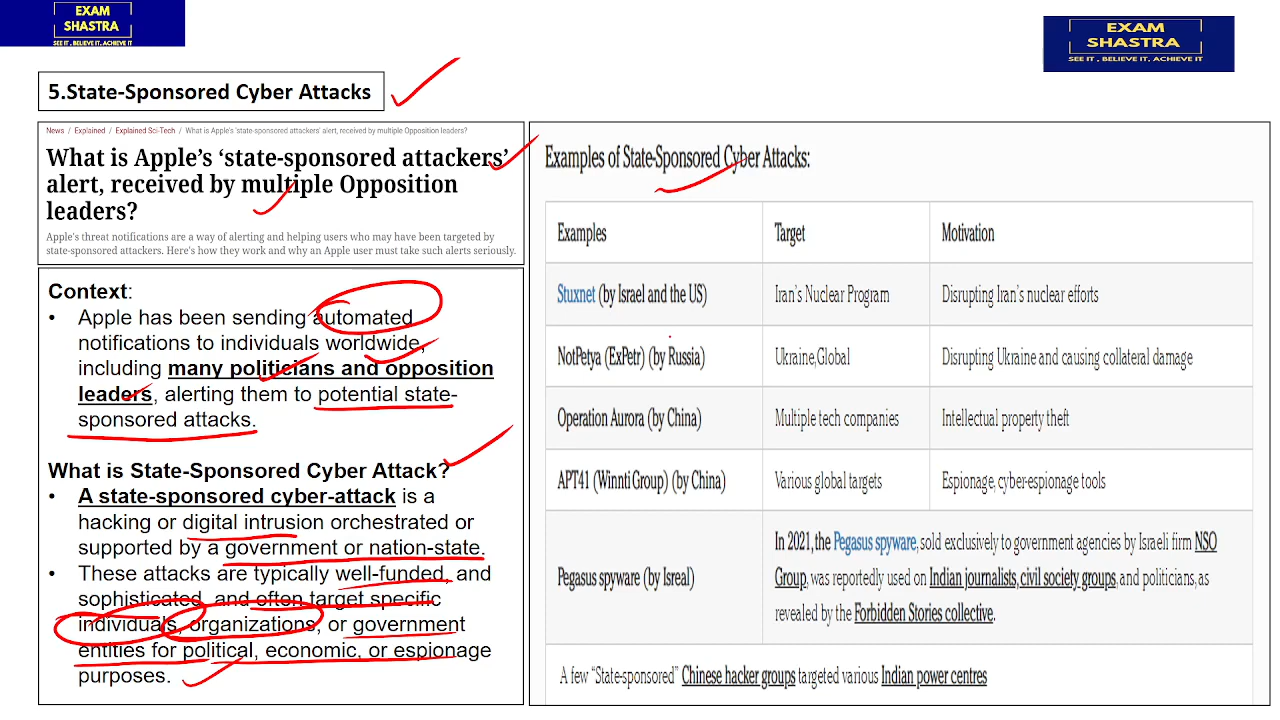 EXAM
SHASTRA
SEE IT , BELIEVE IT, ACHIEVE IT
EXAM
SHASTRA
SEE IT , BELIEVE IT, ACHIEVE IT
5.State-Sponsored Cyber Attacks
News / Explained / Explained Sci-Tech / What is Apple's 'state-sponsored attackers' alert, received by multiple Opposition leaders?
What is Apple's 'state-sponsored attackers'
alert, received by multiple Opposition
leaders?
Apple's threat notifications are a way of alerting and helping users who may have been targeted by
state-sponsored attackers. Here's how they work and why an Apple user must take such alerts seriously.
Context:
• Apple has been sending automated
notifications to individuals worldwide,
including many politicians and opposition
leaders, alerting them to potential state-
sponsored attacks.
What is State-Sponsored Cyber Attack?
• A state-sponsored cyber-attack is a
hacking or digital intrusion orchestrated or
supported by a government or nation-state.
• These attacks are typically well-funded, and
sophisticated, and often target specific
individuals, organizations, or government
entities for political, economic, or espionage
purposes.
Examples of State-Sponsored Cyber Attacks:
Examples Target Motivation
Stuxnet (by Israel and the US) Iran's Nuclear Program Disrupting Iran's nuclear efforts
NotPetya (ExPetr) (by Russia) Ukraine,Global Disrupting Ukraine and causing collateral damage
Operation Aurora (by China) Multiple tech companies Intellectual property theft
APT41 (Winnti Group) (by China) Various global targets Espionage, cyber-espionage tools
Pegasus spyware (by Isreal)
In 2021, the Pegasus spyware, sold exclusively to government agencies by Israeli firm NSO
Group, was reportedly used on Indian journalists, civil society groups, and politicians, as
revealed by the Forbidden Stories collective.
A few "State-sponsored" Chinese hacker groups targeted various Indian power centres